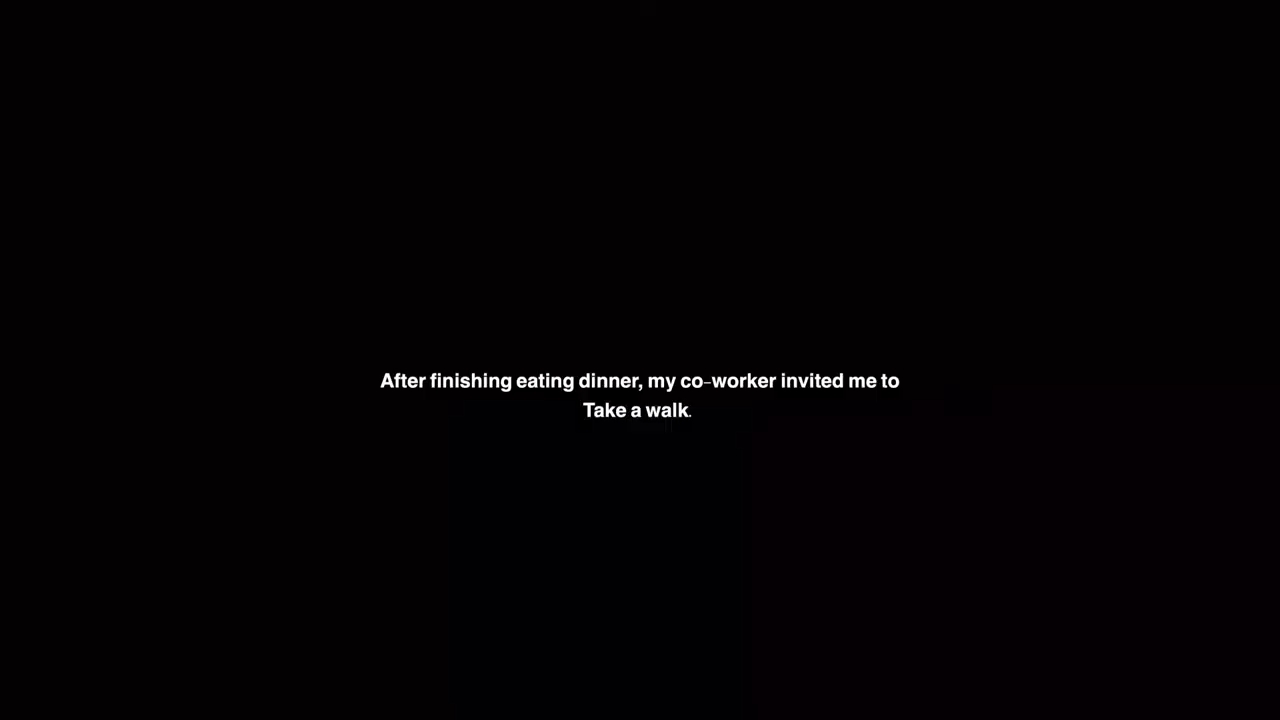 After finishing eating dinner, my co-worker invited me to
Take a walk.